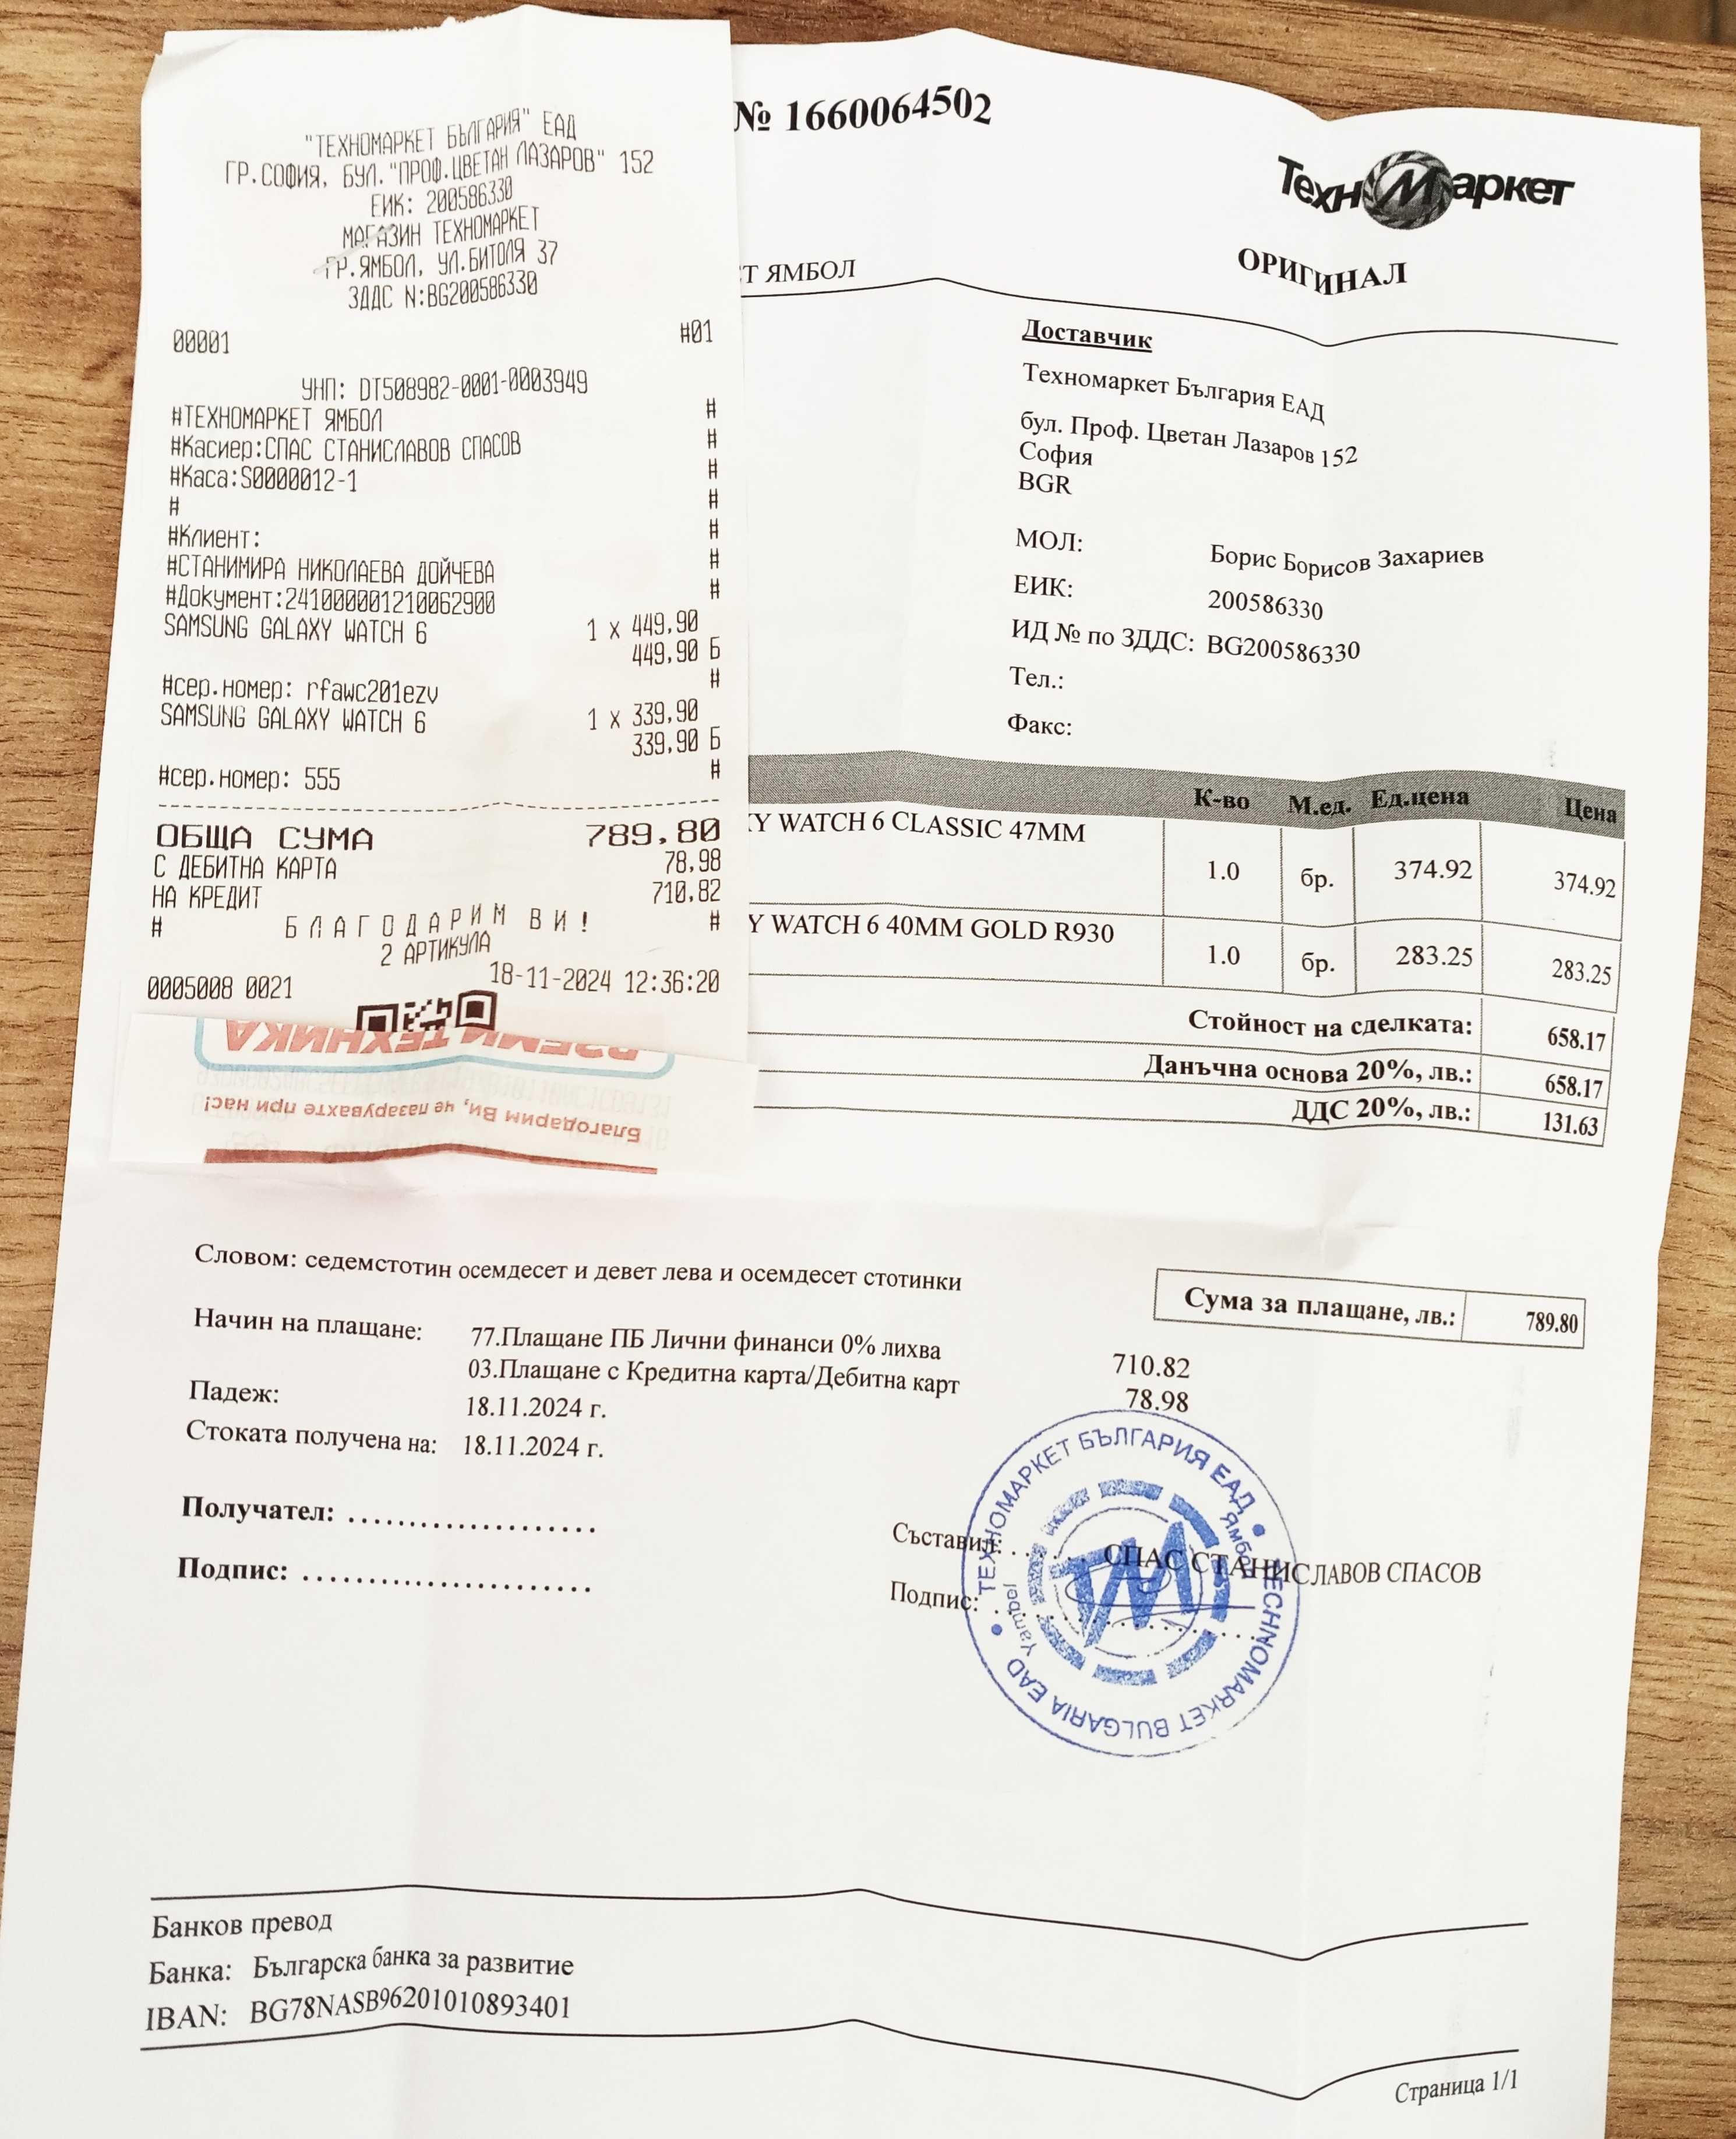 "ТЕХНОМАРКЕТ БЪЛГАРИЯ" ЕАД
ГР.СОФИЯ, БУЛ. "ПРОФ.ЦВЕТАН ЛАЗАРОВ" 152
ЕИК: 200586330
МАГАЗИН ТЕХНОМАРКЕТ
ГР.ЯМБОЛ, УЛ.БИТОЛЯ 37
ЗДДС N:BG200586330
00001 #01
УНП: DT508982-0001-0003949
#ТЕХНОМАРКЕТ ЯМБОЛ #
#Касиер:СПАС СТАНИСЛАВОВ СПАСОВ #
#Каса:S0000012-1 #
# #
#Клиент: #
#СТАНИМИРА НИКОЛАЕВА ДОЙЧЕВА #
#Документ:241000001210062900 #
SAMSUNG GALAXY WATCH 6 1 x 449,90
449,90 Б
#сер.номер: rfawc201ezv #
SAMSUNG GALAXY WATCH 6 1 x 339,90
339,90 Б
#сер.номер: 555 #
ОБЩА СУМА 789,80
С ДЕБИТНА КАРТА 78,98
НА КРЕДИТ 710,82
# БЛАГОДАРИМ ВИ! #
2 АРТИКУЛА
18-11-2024 12:36:20
0005008 0021
ВЗЕМИ ТЕХНИКА
Благодарим Ви, че пазарувахте при нас!
№ 1660064502
ТехноМаркет
ОРИГИНАЛ
Т ЯМБОЛ
Доставчик
Техномаркет България ЕАД
бул. Проф. Цветан Лазаров 152
София
BGR
МОЛ: Борис Борисов Захариев
ЕИК: 200586330
ИД № по ЗДДС: BG200586330
Тел.:
Факс:
К-во М.ед. Ед.цена Цена
Y WATCH 6 CLASSIC 47MM 1.0 бр. 374.92 374.92
Y WATCH 6 40MM GOLD R930 1.0 бр. 283.25 283.25
Стойност на сделката: 658.17
Данъчна основа 20%, лв.: 658.17
ДДС 20%, лв.: 131.63
Словом: седемстотин осемдесет и девет лева и осемдесет стотинки
Сума за плащане, лв.: 789.80
Начин на плащане: 77.Плащане ПБ Лични финанси 0% лихва 710.82
03.Плащане с Кредитна карта/Дебитна карт 78.98
Падеж: 18.11.2024 г.
Стоката получена на: 18.11.2024 г.
Получател: .....................
Подпис: ........................
Съставил: СПАС СТАНИСЛАВОВ СПАСОВ
Подпис:
ТЕХНОМАРКЕТ БЪЛГАРИЯ ЕАД
Ямбол
TM
Yambol
TECHNOMARKET BULGARIA EAD
Банков превод
Банка: Българска банка за развитие
IBAN: BG78NASB96201010893401
Страница 1/1